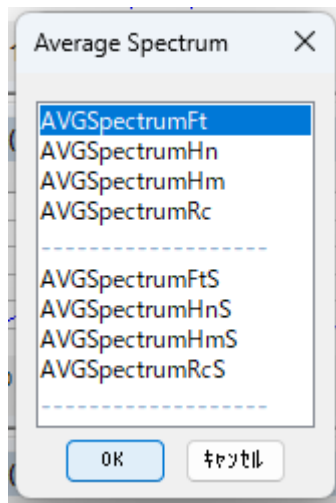 Average Spectrum
AVGSpectrumFt
AVGSpectrumHn
AVGSpectrumHm
AVGSpectrumRc
--------------------
AVGSpectrumFtS
AVGSpectrumHnS
AVGSpectrumHmS
AVGSpectrumRcS
--------------------
OK ｷｬﾝｾﾙ